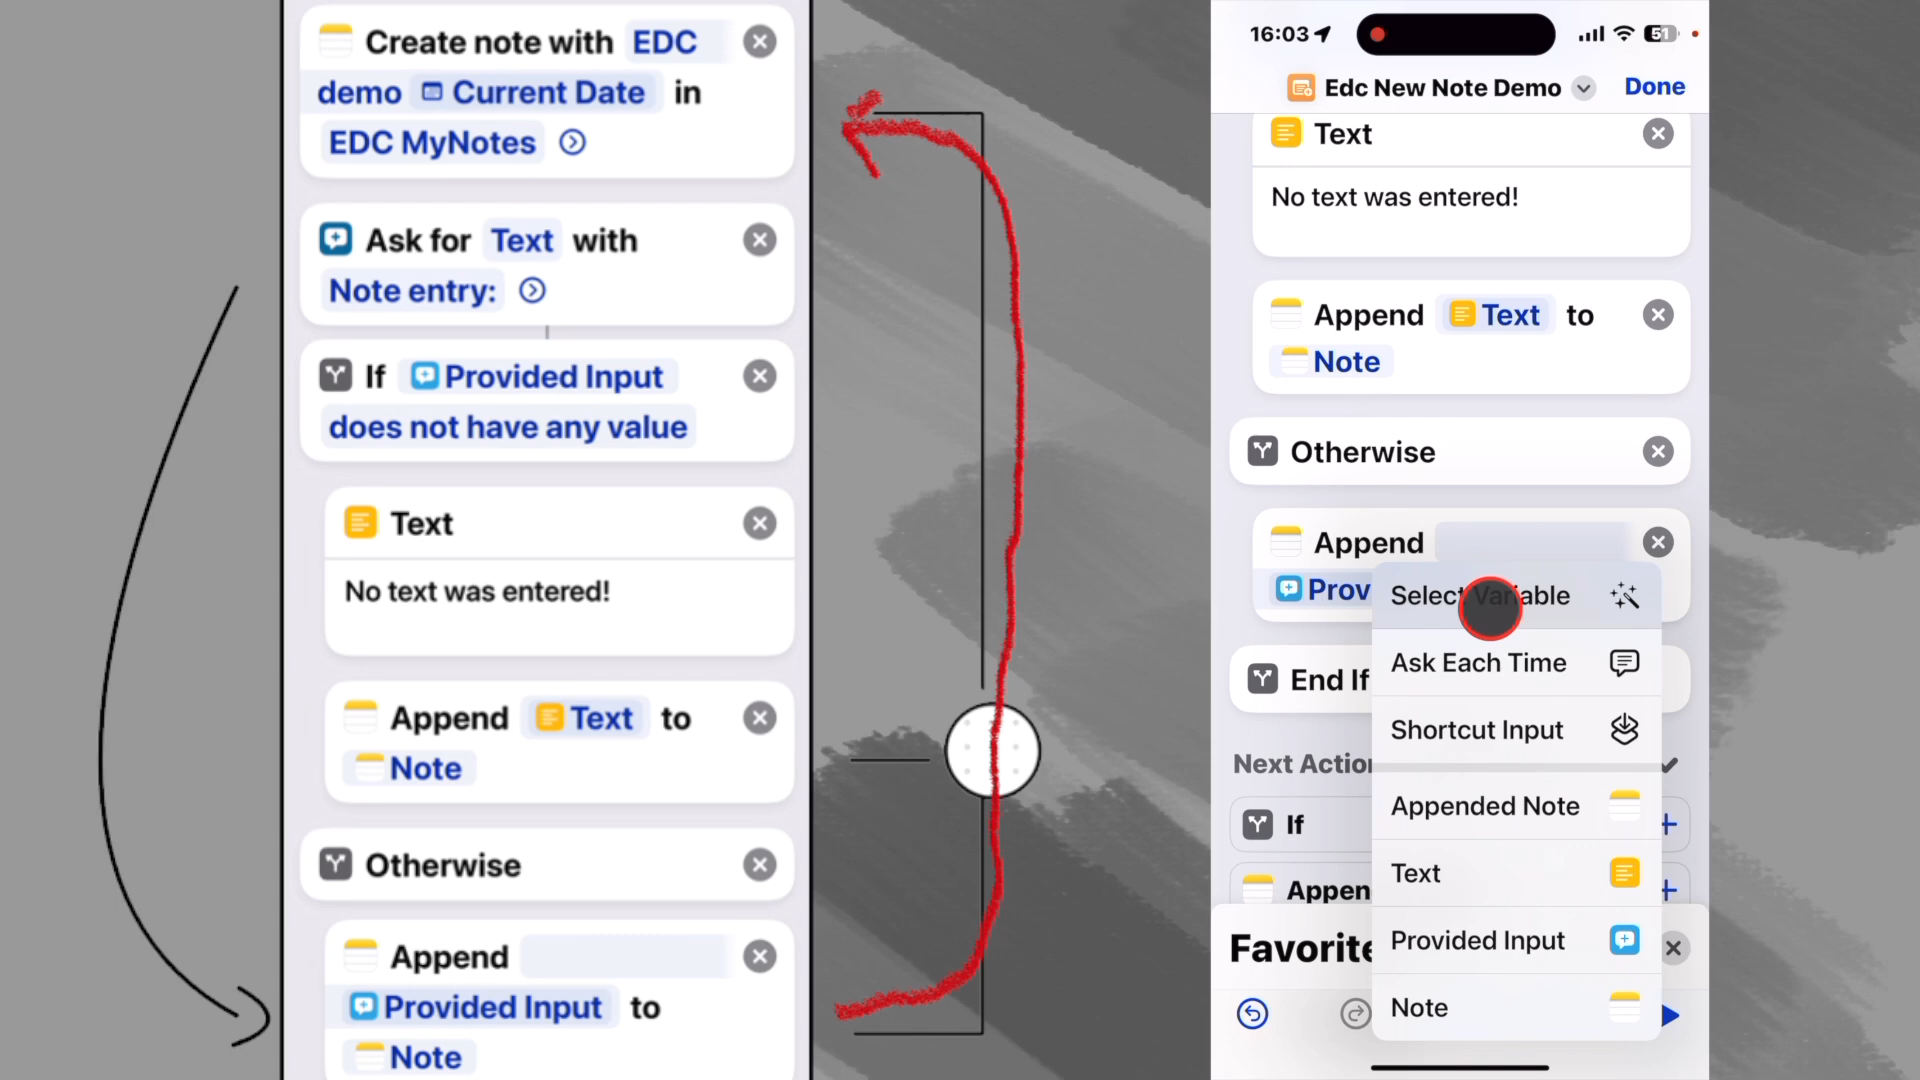 Create note with EDC
demo Current Date in
EDC MyNotes
Ask for Text with
Note entry:
If Provided Input
does not have any value
Text
No text was entered!
Append Text to
Note
Otherwise
Append
Provided Input to
Note
16:03
51
Edc New Note Demo
Done
Text
No text was entered!
Append Text to
Note
Otherwise
Append
Prov
End If
Select Variable
Ask Each Time
Shortcut Input
Appended Note
Text
Provided Input
Note
Next Action
If
Appen
Favorite